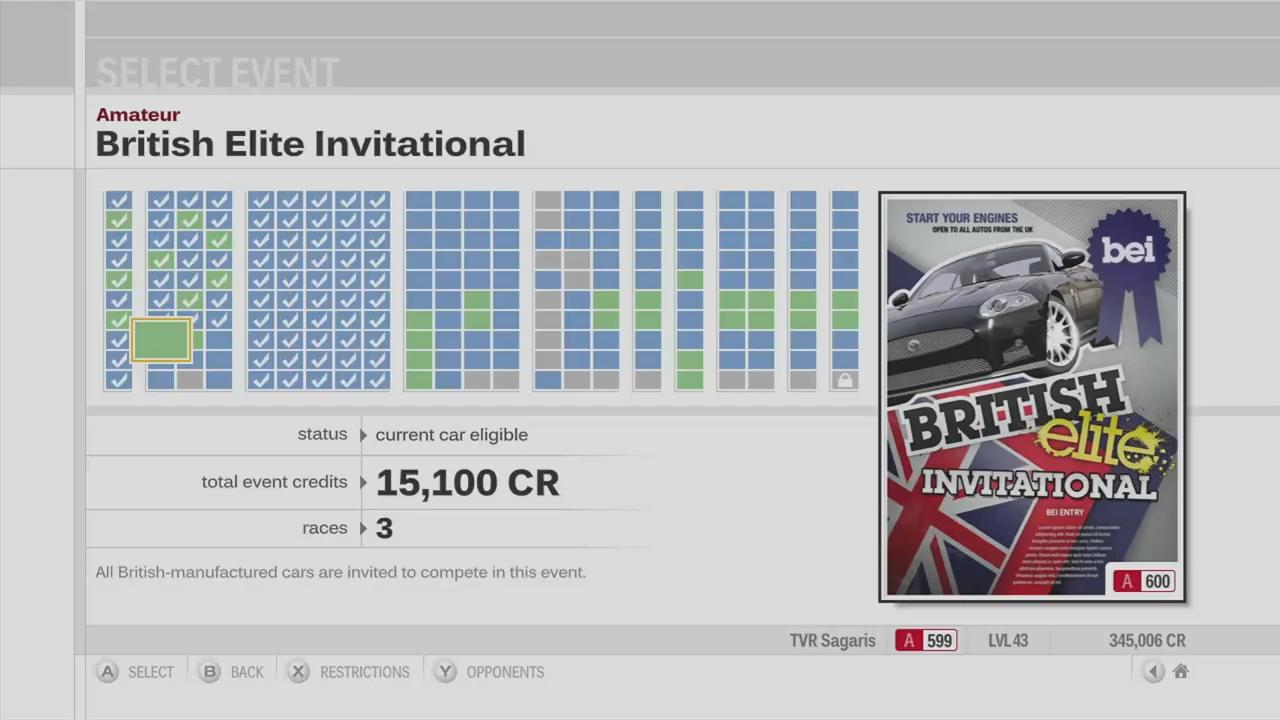 SELECT EVENT
Amateur
British Elite Invitational
START YOUR ENGINES
OPEN TO ALL AUTOS FROM THE UK
bei
BRITISH
elite
INVITATIONAL
BEI ENTRY
A 600
status current car eligible
total event credits 15,100 CR
races 3
All British-manufactured cars are able to compete in this event.
TVR Sagaris A 599 LVL 43 345,006 CR
A SELECT B BACK X RESTRICTIONS Y OPPONENTS